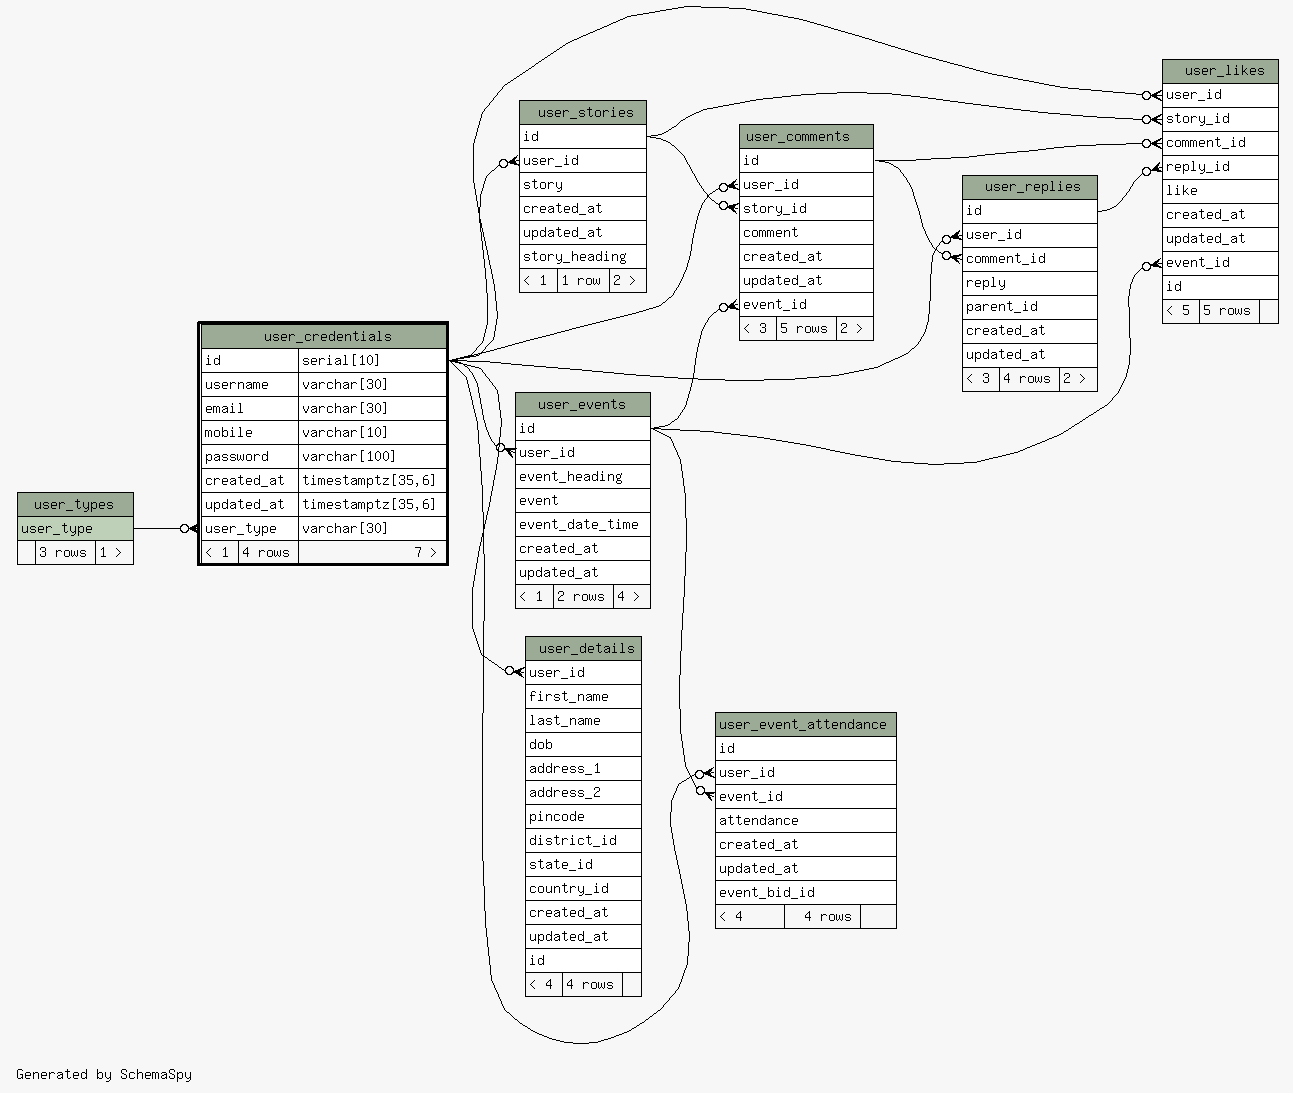 user_likes
user_id
story_id
comment_id
reply_id
like
created_at
updated_at
event_id
id
< 5 5 rows
user_stories
id
user_id
story
created_at
updated_at
story_heading
< 1 1 row 2 >
user_comments
id
user_id
story_id
comment
created_at
updated_at
event_id
< 3 5 rows 2 >
user_replies
id
user_id
comment_id
reply
parent_id
created_at
updated_at
< 3 4 rows 2 >
user_credentials
id serial[10]
username varchar[30]
email varchar[30]
mobile varchar[10]
password varchar[100]
created_at timestamptz[35,6]
updated_at timestamptz[35,6]
user_type varchar[30]
< 1 4 rows 7 >
user_types
user_type
3 rows 1 >
user_events
id
user_id
event_heading
event
event_date_time
created_at
updated_at
< 1 2 rows 4 >
user_details
user_id
first_name
last_name
dob
address_1
address_2
pincode
district_id
state_id
country_id
created_at
updated_at
id
< 4 4 rows
user_event_attendance
id
user_id
event_id
attendance
created_at
updated_at
event_bid_id
< 4 4 rows
Generated by SchemaSpy